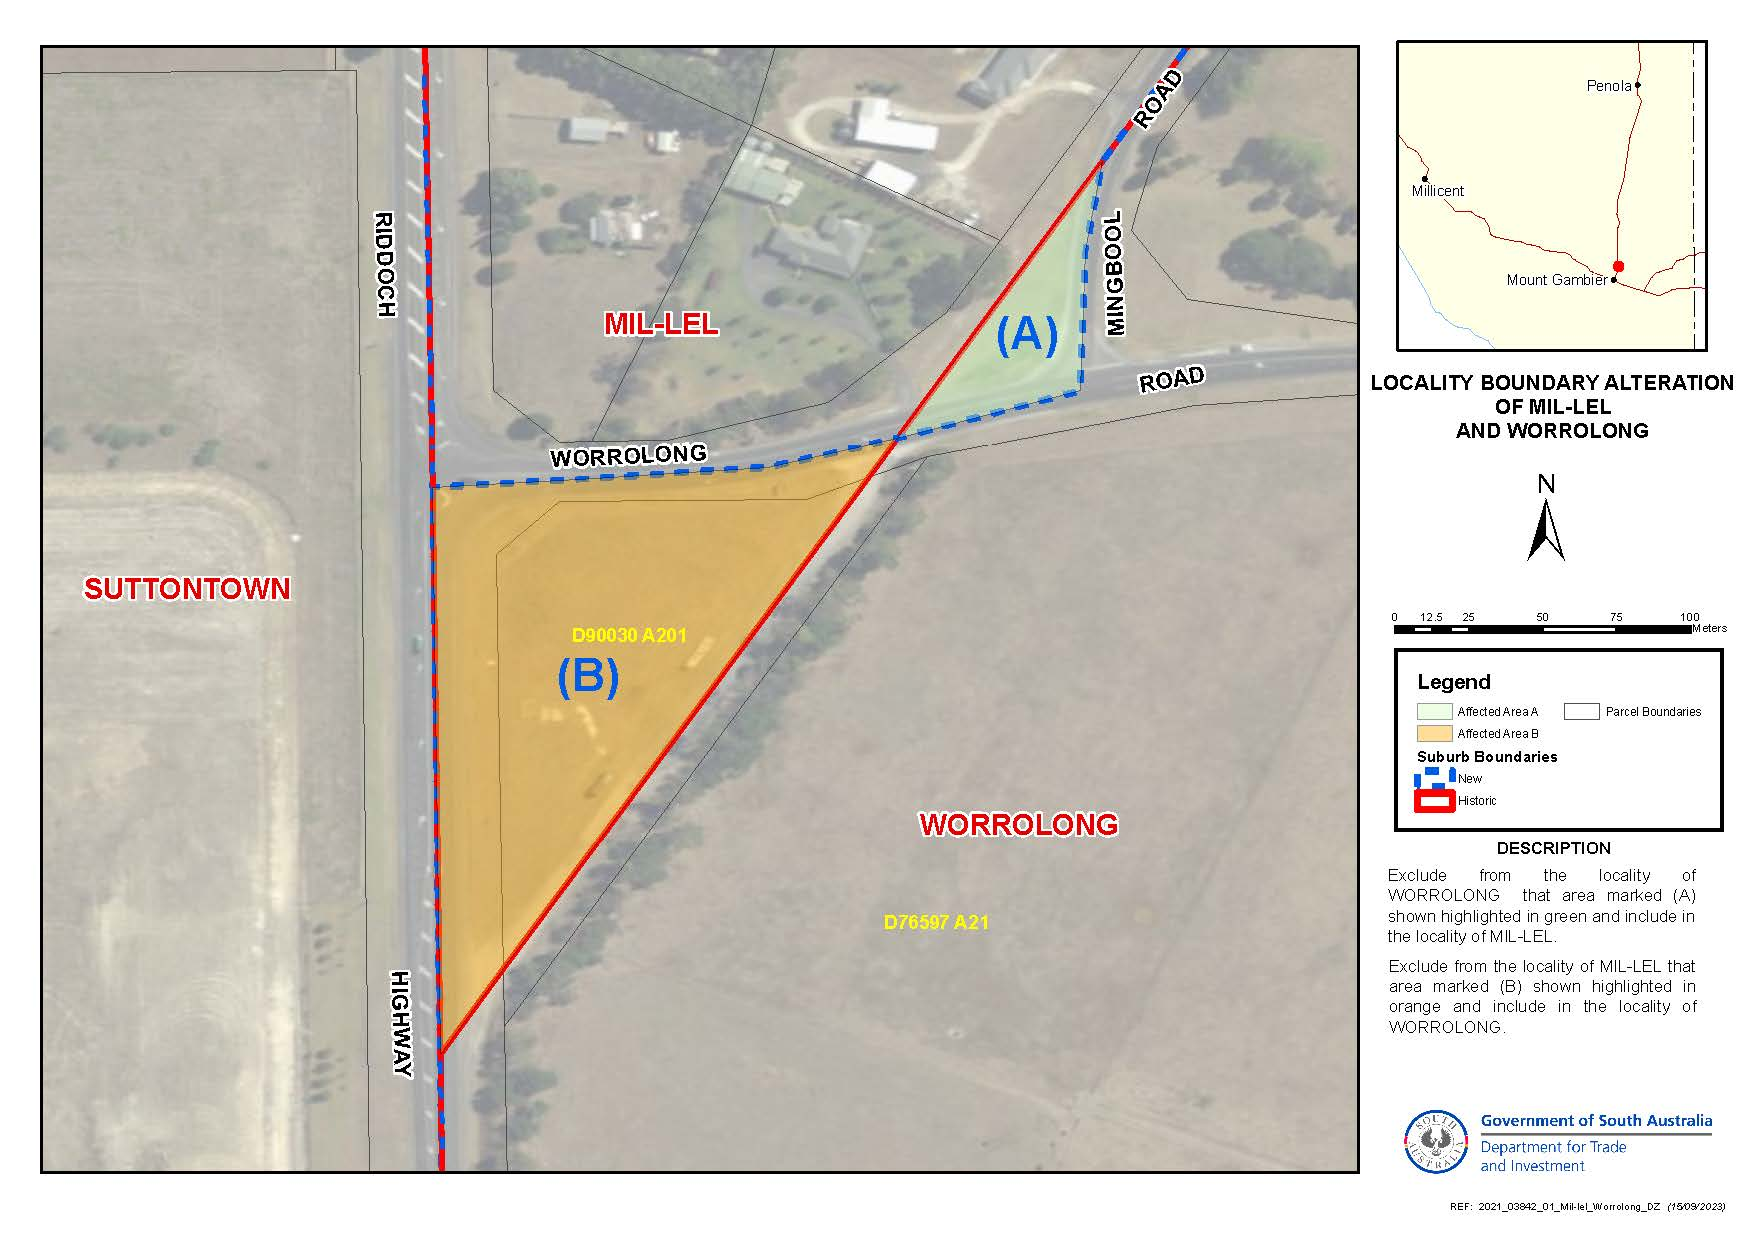 RIDDOCH
HIGHWAY
MIL-LEL
SUTTONTOWN
WORROLONG
ROAD
MINGBOOL
ROAD
(A)
D90030 A201
(B)
WORROLONG
D76597 A21
Penola
Millicent
Mount Gambier
LOCALITY BOUNDARY ALTERATION
OF MIL-LEL
AND WORROLONG
N
0 12.5 25 50 75 100
Meters
Legend
Affected Area A
Parcel Boundaries
Affected Area B
Suburb Boundaries
New
Historic
DESCRIPTION
Exclude from the locality of
WORROLONG that area marked (A)
shown highlighted in green and include in
the locality of MIL-LEL.
Exclude from the locality of MIL-LEL that
area marked (B) shown highlighted in
orange and include in the locality of
WORROLONG.
SOUTH
AUSTRALIA
Government of South Australia
Department for Trade
and Investment
REF: 2021_03842_01_Mil-lel_Worrolong_DZ (15/09/2023)